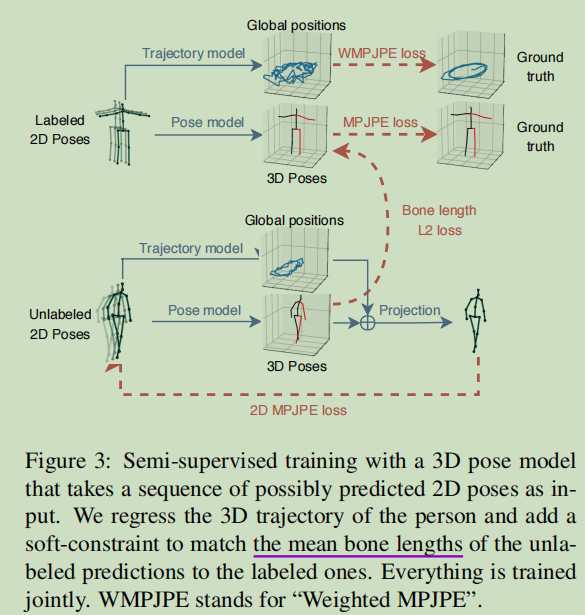 Global positions
Trajectory model
WMPJPE loss
Ground
truth
Labeled
2D Poses
Pose model
MPJPE loss
Ground
truth
3D Poses
Bone length
L2 loss
Global positions
Trajectory model
Unlabeled
2D Poses
Pose model
Projection
3D Poses
2D MPJPE loss
Figure 3: Semi-supervised training with a 3D pose model
that takes a sequence of possibly predicted 2D poses as in-
put. We regress the 3D trajectory of the person and add a
soft-constraint to match the mean bone lengths of the unla-
beled predictions to the labeled ones. Everything is trained
jointly. WMPJPE stands for “Weighted MPJPE”.